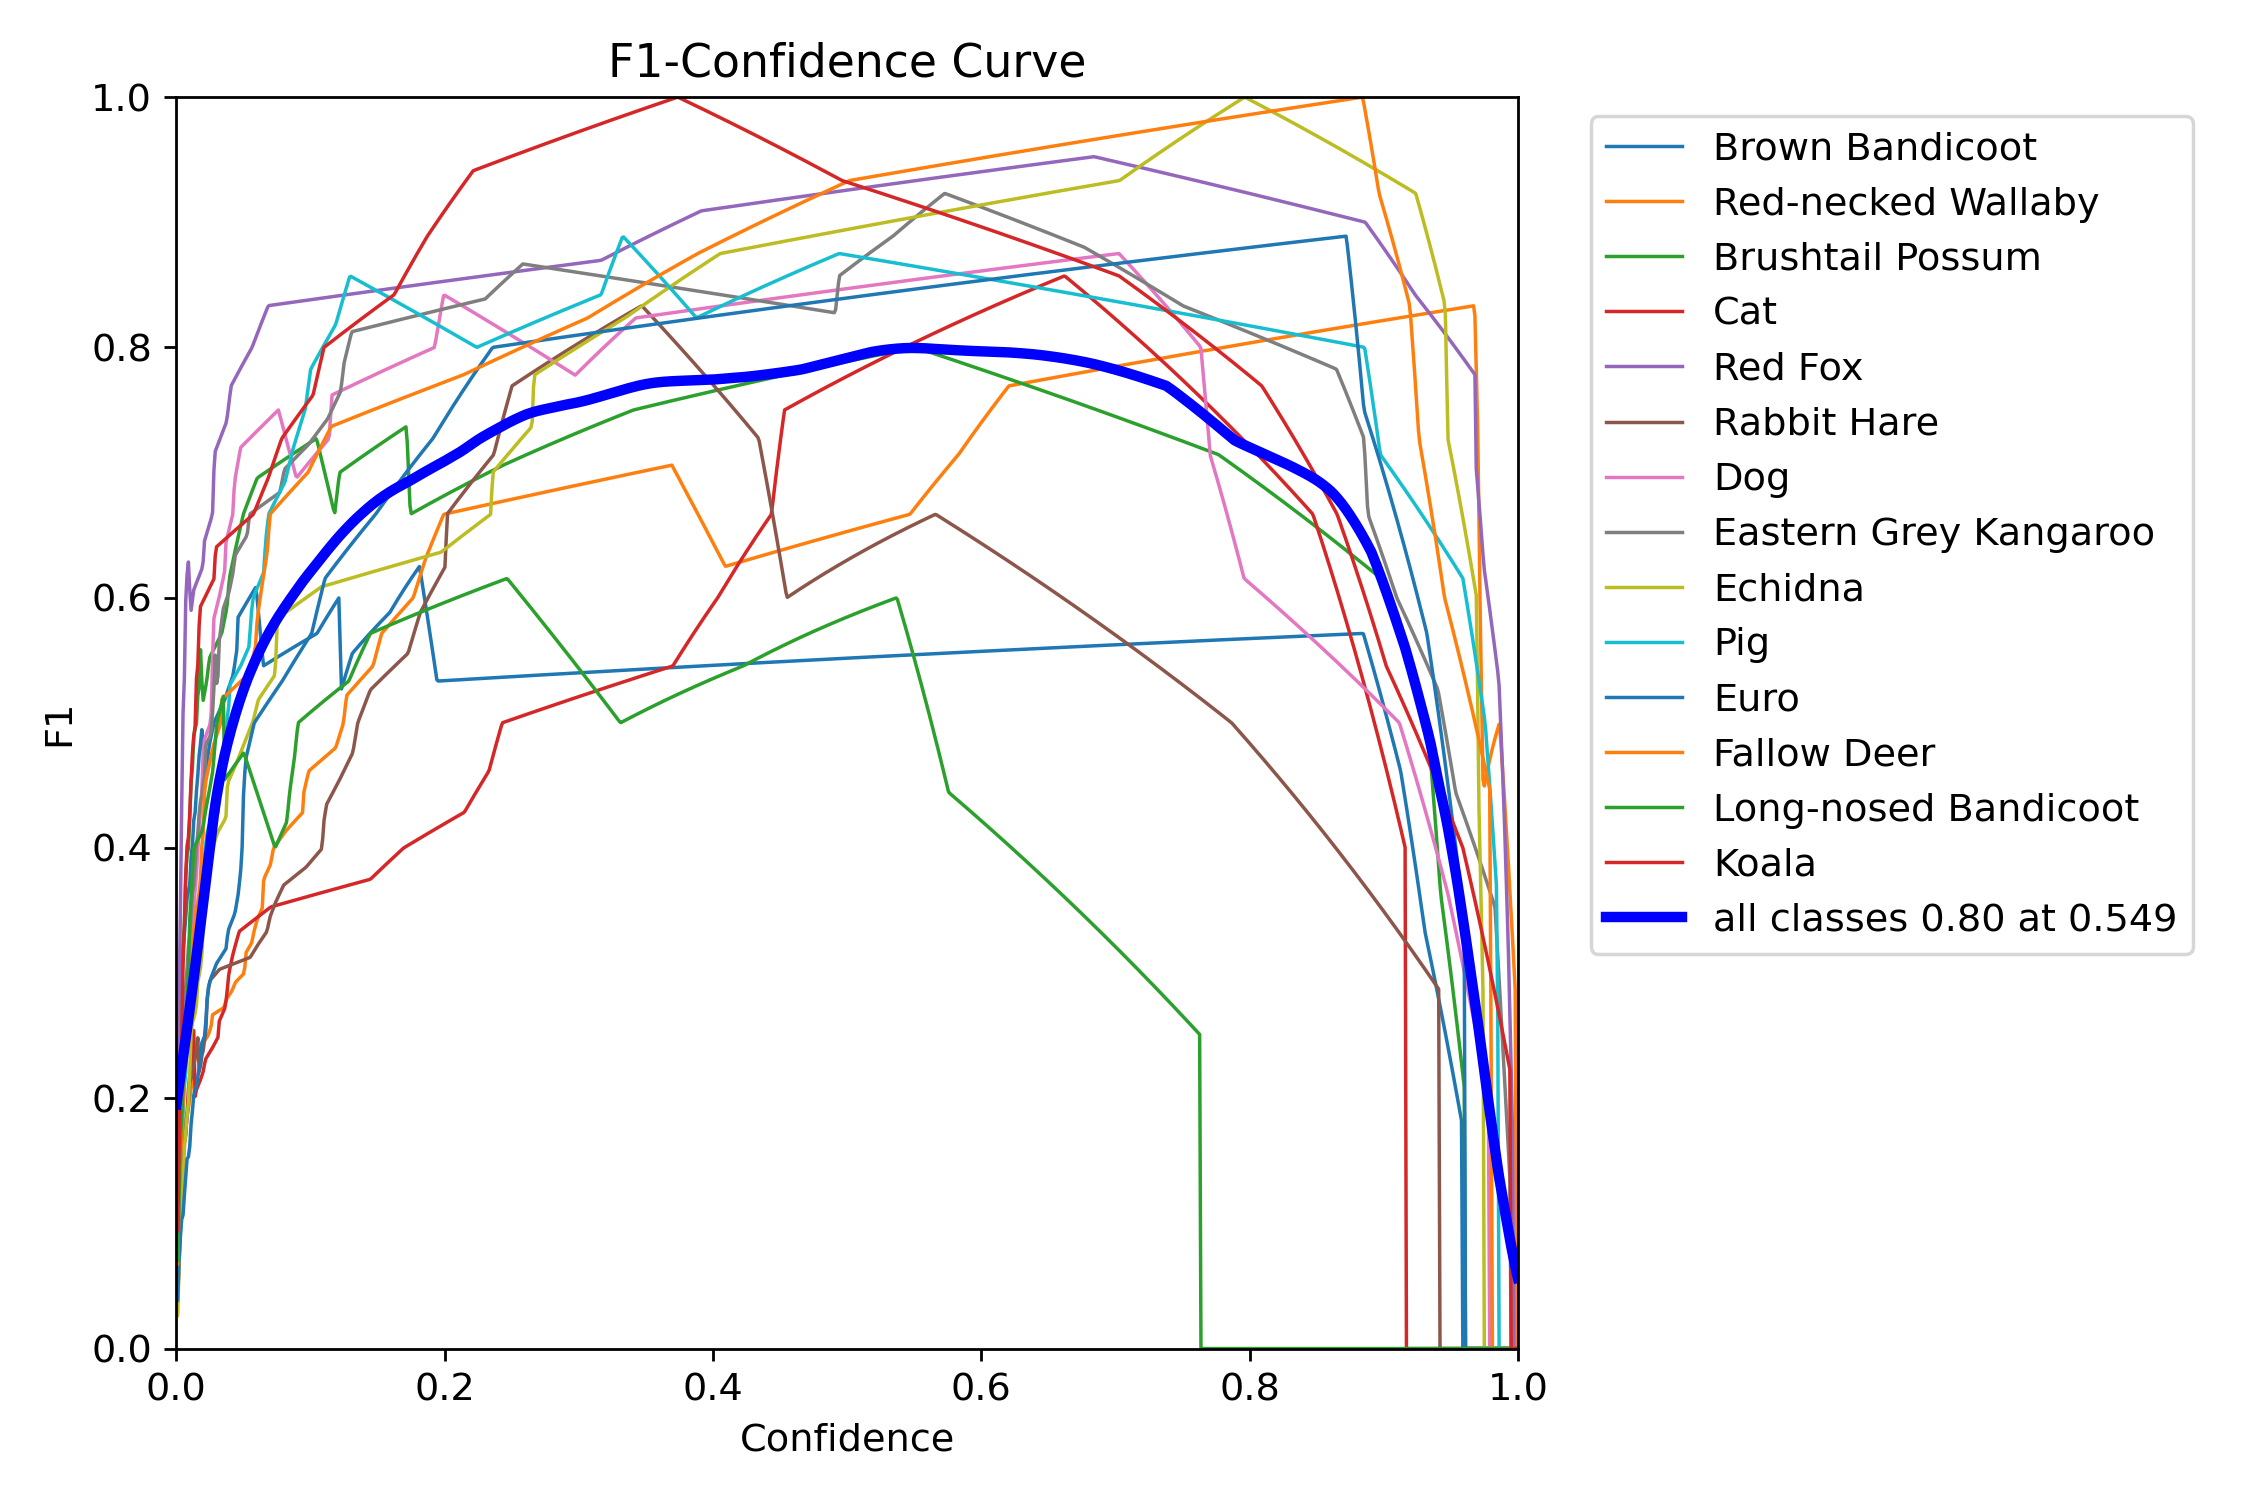 F1-Confidence Curve
1.0
0.8
0.6
0.4
0.2
0.0
F1
0.0 0.2 0.4 0.6 0.8 1.0
Confidence
Brown Bandicoot
Red-necked Wallaby
Brushtail Possum
Cat
Red Fox
Rabbit Hare
Dog
Eastern Grey Kangaroo
Echidna
Pig
Euro
Fallow Deer
Long-nosed Bandicoot
Koala
all classes 0.80 at 0.549